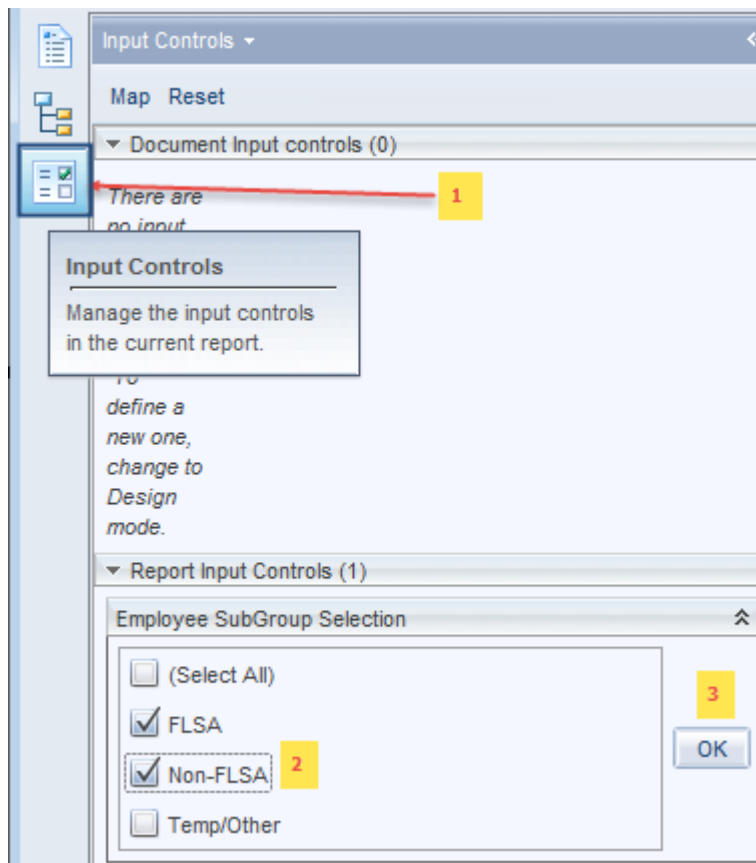 Input Controls
Map Reset
Document Input controls (0)
There are
no input
1
Input Controls
Manage the input controls
in the current report.
To
define a
new one,
change to
Design
mode.
Report Input Controls (1)
Employee SubGroup Selection
(Select All)
FLSA
Non-FLSA
2
Temp/Other
3
OK